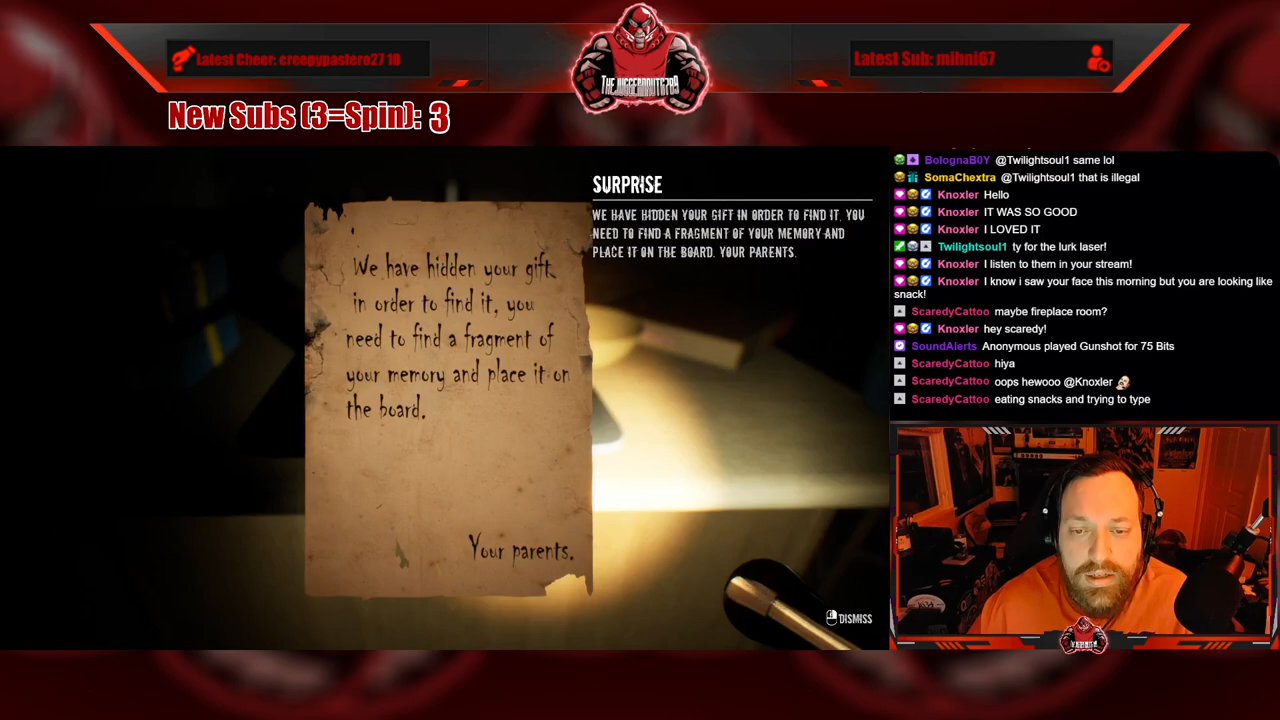 Latest Cheer: creepypastero27 10
THEJUGGERNAUT6789
Latest Sub: mihni67
New Subs (3=Spin): 3
SURPRISE
WE HAVE HIDDEN YOUR GIFT IN ORDER TO FIND IT, YOU
NEED TO FIND A FRAGMENT OF YOUR MEMORY AND
PLACE IT ON THE BOARD. YOUR PARENTS.
We have hidden your gift
in order to find it, you
need to find a fragment of
your memory and place it on
the board.
Your parents.
DISMISS
BolognaB0Y @Twilightsoul1 same lol
SomaChextra @Twilightsoul1 that is illegal
Knoxler Hello
Knoxler IT WAS SO GOOD
Knoxler I LOVED IT
Twilightsoul1 ty for the lurk laser!
Knoxler I listen to them in your stream!
Knoxler I know i saw your face this morning but you are looking like
snack!
ScaredyCattoo maybe fireplace room?
Knoxler hey scaredy!
SoundAlerts Anonymous played Gunshot for 75 Bits
ScaredyCattoo hiya
ScaredyCattoo oops hewooo @Knoxler
ScaredyCattoo eating snacks and trying to type